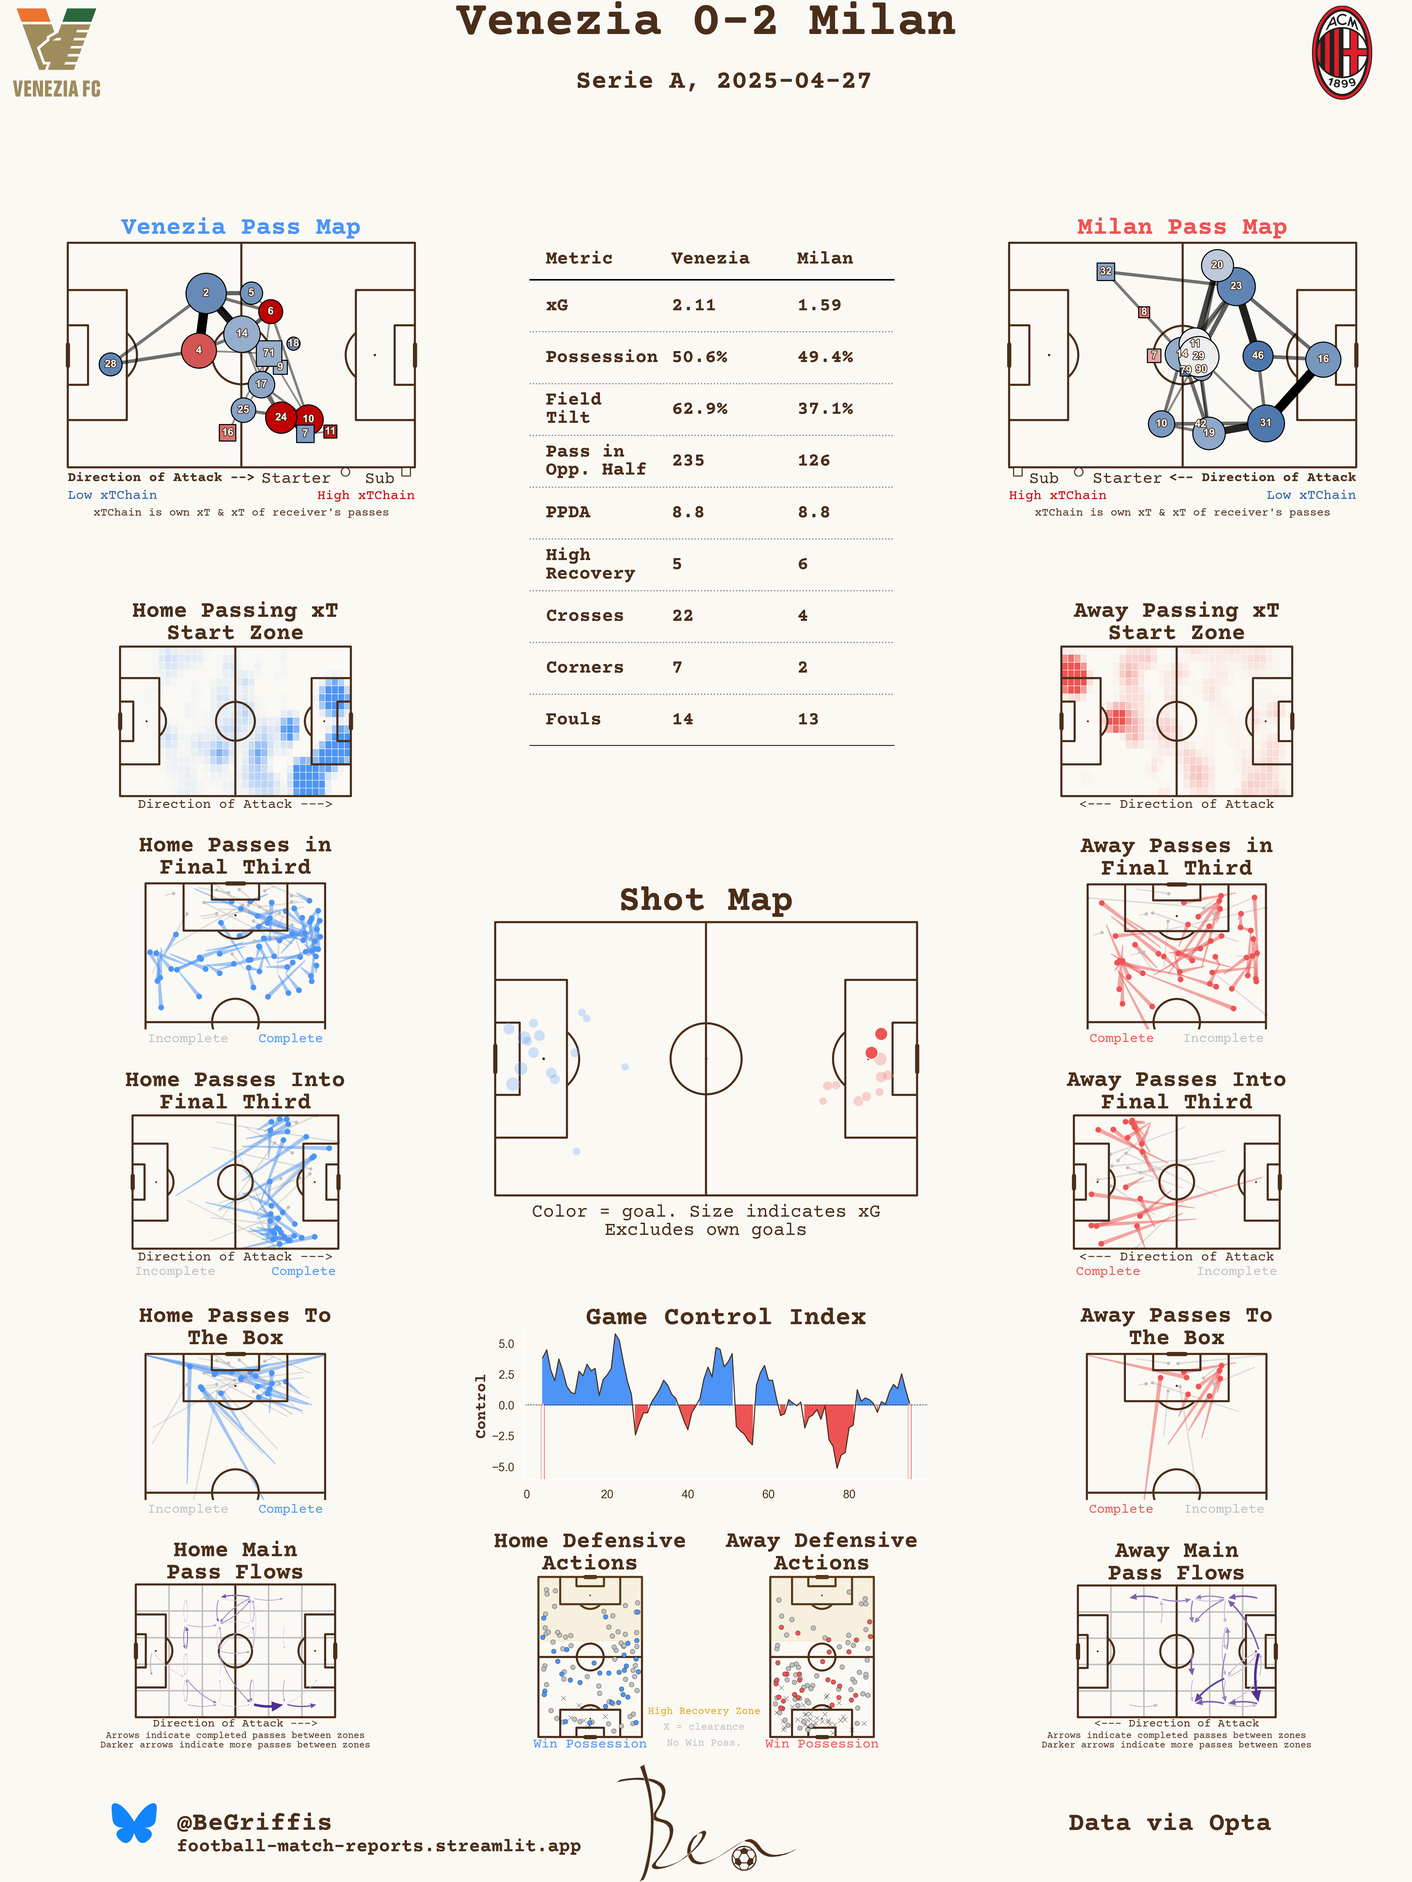 Venezia 0-2 Milan
Serie A, 2025-04-27
VENEZIA FC
ACM
1899
Venezia Pass Map
2
5
6
14
4
18
71
28
9
17
25
24
10
16
7
11
Direction of Attack --> Starter Sub
Low xTChain High xTChain
xTChain is own xT & xT of receiver's passes
Metric Venezia Milan
xG 2.11 1.59
Possession 50.6% 49.4%
Field
Tilt 62.9% 37.1%
Pass in
Opp. Half 235 126
PPDA 8.8 8.8
High
Recovery 5 6
Crosses 22 4
Corners 7 2
Fouls 14 13
Milan Pass Map
20
32
23
8
11
7
14
29
46
16
79
90
10
42
19
31
Sub Starter <-- Direction of Attack
High xTChain Low xTChain
xTChain is own xT & xT of receiver's passes
Home Passing xT
Start Zone
Direction of Attack --->
Away Passing xT
Start Zone
<--- Direction of Attack
Home Passes in
Final Third
Incomplete Complete
Away Passes in
Final Third
Complete Incomplete
Shot Map
Color = goal. Size indicates xG
Excludes own goals
Home Passes Into
Final Third
Direction of Attack --->
Incomplete Complete
Away Passes Into
Final Third
<--- Direction of Attack
Complete Incomplete
Home Passes To
The Box
Incomplete Complete
Game Control Index
Control
5.0
2.5
0.0
−2.5
−5.0
0 20 40 60 80
Away Passes To
The Box
Complete Incomplete
Home Main
Pass Flows
Direction of Attack --->
Arrows indicate completed passes between zones
Darker arrows indicate more passes between zones
Home Defensive
Actions
Win Possession
High Recovery Zone
X = clearance
No Win Poss.
Away Defensive
Actions
Win Possession
Away Main
Pass Flows
<--- Direction of Attack
Arrows indicate completed passes between zones
Darker arrows indicate more passes between zones
@BeGriffis
football-match-reports.streamlit.app
Ben
Data via Opta